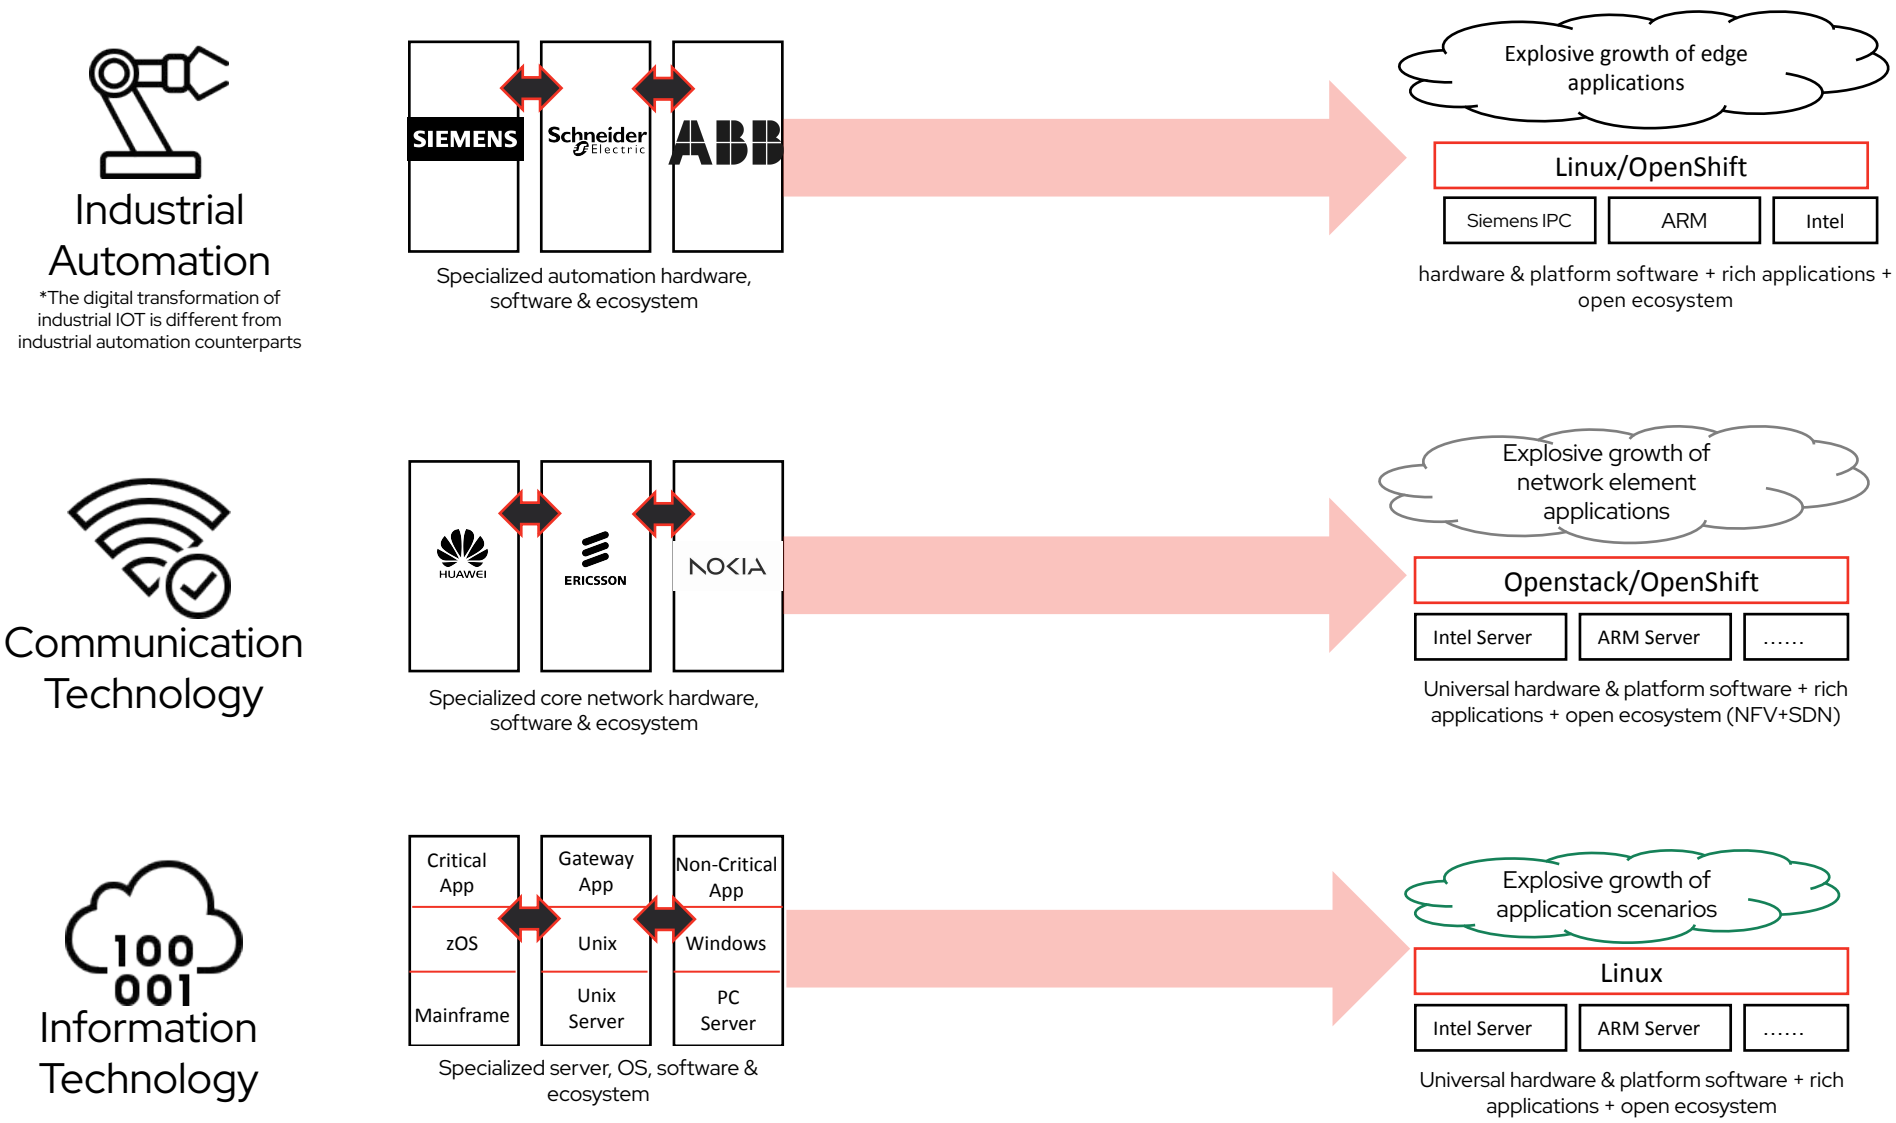 Industrial
Automation
*The digital transformation of
industrial IOT is different from
industrial automation counterparts
SIEMENS
Schneider
Electric
ABB
Specialized automation hardware,
software & ecosystem
Explosive growth of edge
applications
Linux/OpenShift
Siemens IPC
ARM
Intel
hardware & platform software + rich applications +
open ecosystem
Communication
Technology
HUAWEI
ERICSSON
NOKIA
Specialized core network hardware,
software & ecosystem
Explosive growth of
network element
applications
Openstack/OpenShift
Intel Server
ARM Server
......
Universal hardware & platform software + rich
applications + open ecosystem (NFV+SDN)
100
001
Information
Technology
Critical
App
zOS
Mainframe
Gateway
App
Unix
Unix
Server
Non-Critical
App
Windows
PC
Server
Specialized server, OS, software &
ecosystem
Explosive growth of
application scenarios
Linux
Intel Server
ARM Server
......
Universal hardware & platform software + rich
applications + open ecosystem